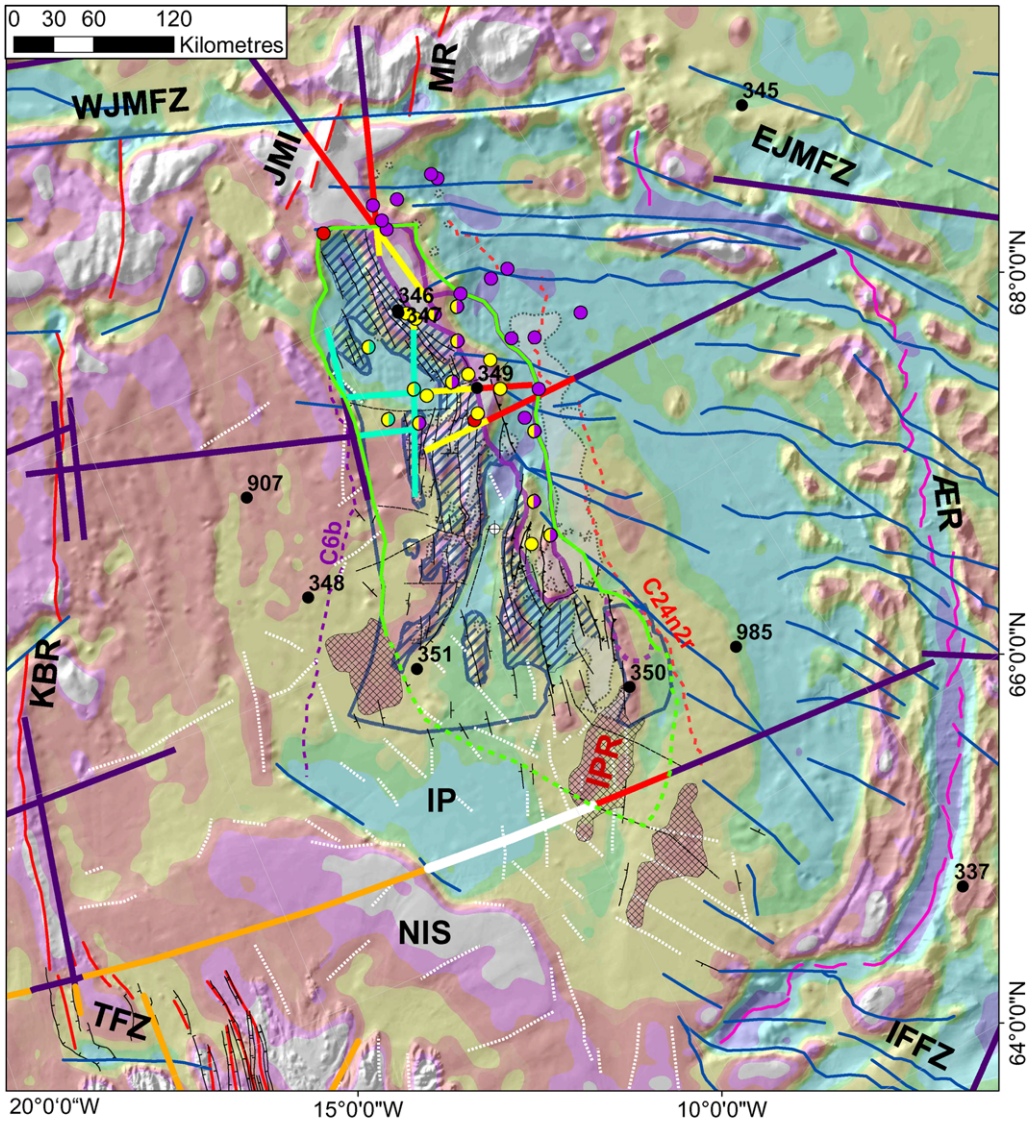 0 30 60 120
Kilometres
MR
WJMFZ
345
JMI
EJMFZ
68°0'0"N
346
347
349
ÆR
907
C6b
348
C24n2r
985
66°0'0"N
KBR
351
350
IPR
IP
337
NIS
TFZ
IFFZ
64°0'0"N
20°0'0"W 15°0'0"W 10°0'0"W